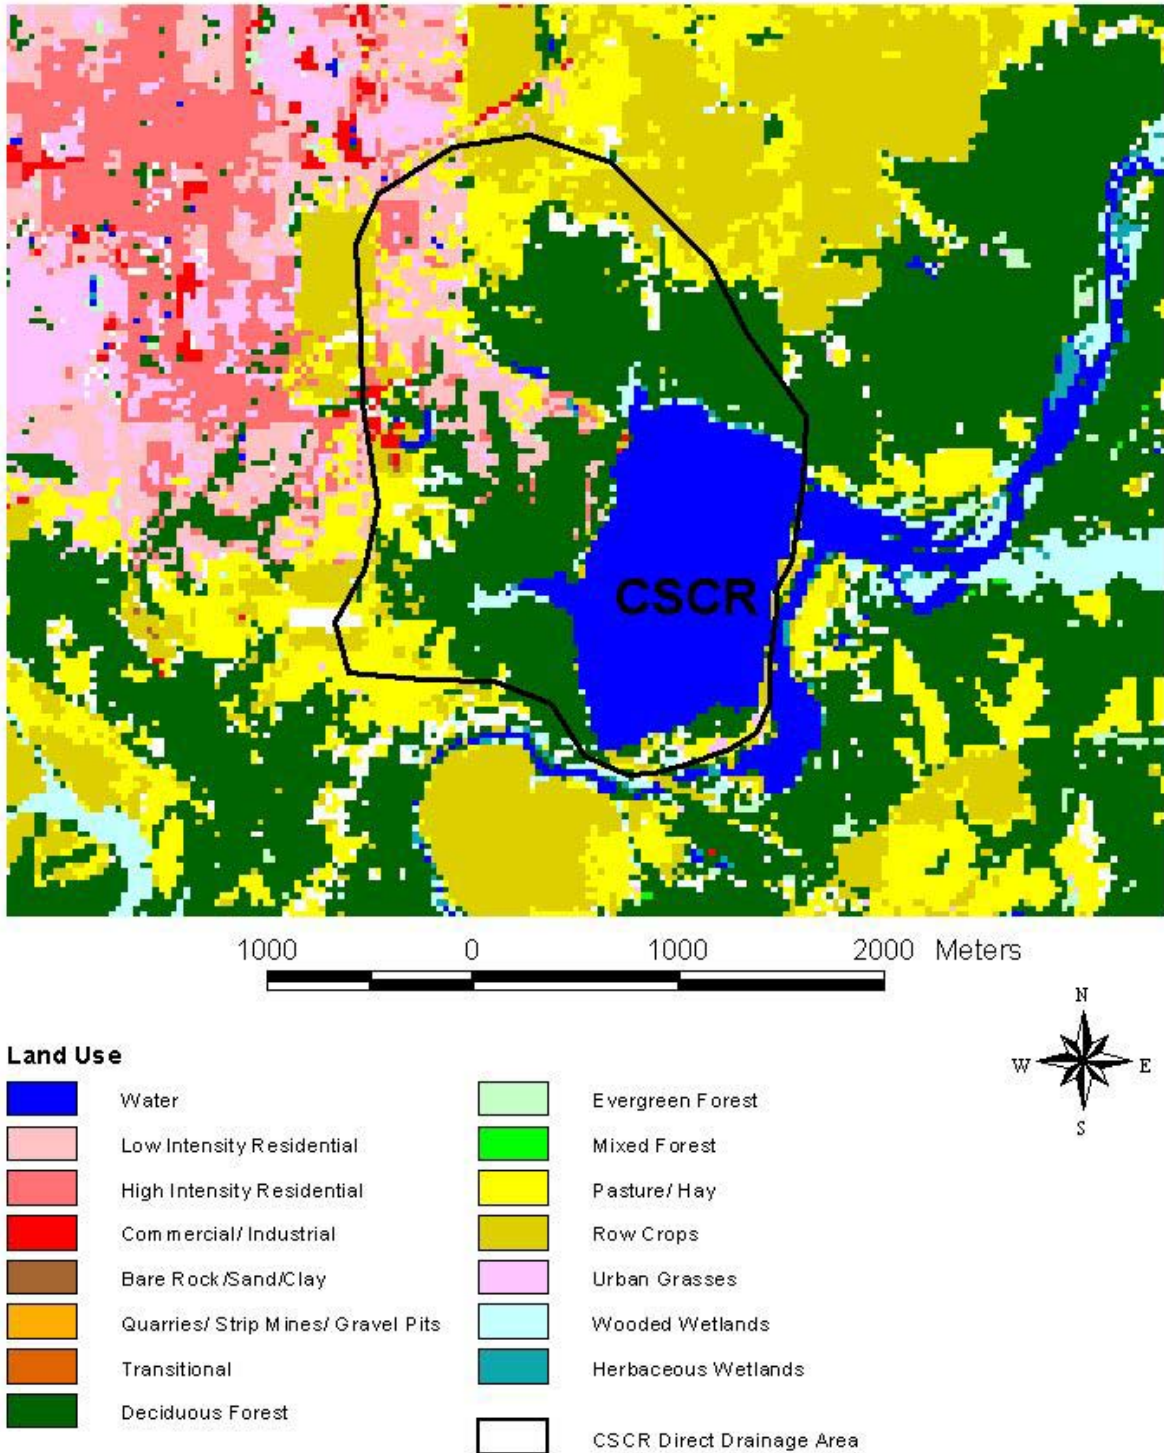 CSCR
1000 0 1000 2000 Meters
N
W E
S
Land Use
Water
Low Intensity Residential
High Intensity Residential
Commercial/ Industrial
Bare Rock/Sand/Clay
Quarries/ Strip Mines/ Gravel Pits
Transitional
Deciduous Forest
Evergreen Forest
Mixed Forest
Pasture/ Hay
Row Crops
Urban Grasses
Wooded Wetlands
Herbaceous Wetlands
CSCR Direct Drainage Area